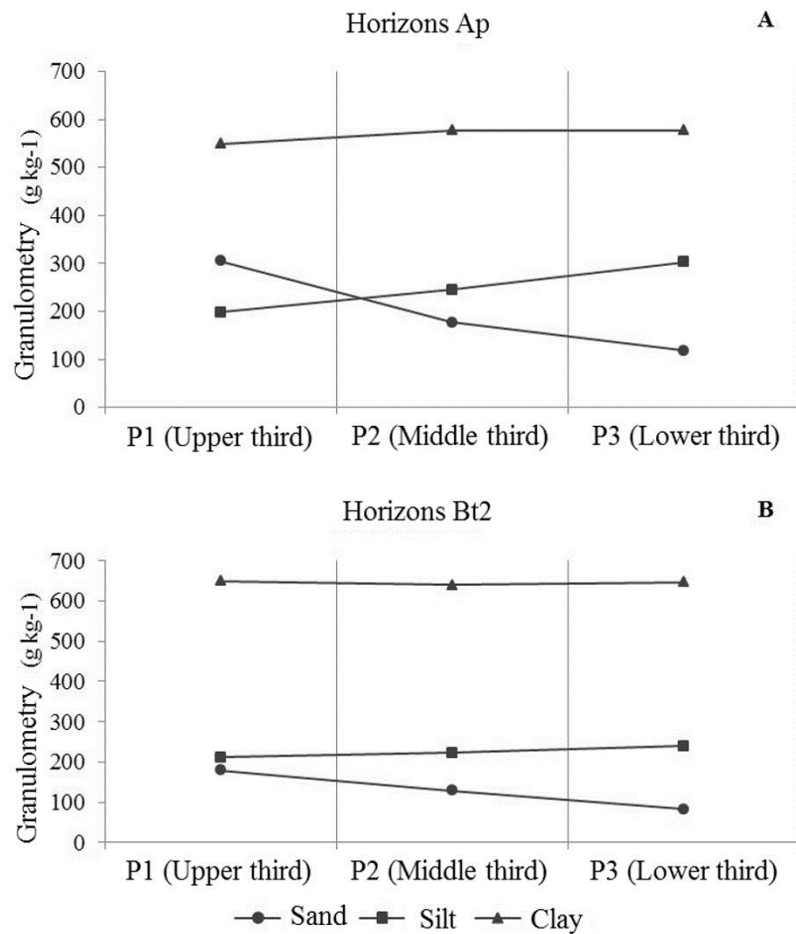 Horizons Ap
A
Granulometry (g kg-1)
700
600
500
400
300
200
100
0
P1 (Upper third) P2 (Middle third) P3 (Lower third)
Horizons Bt2
B
Granulometry (g kg-1)
700
600
500
400
300
200
100
0
P1 (Upper third) P2 (Middle third) P3 (Lower third)
Sand Silt Clay